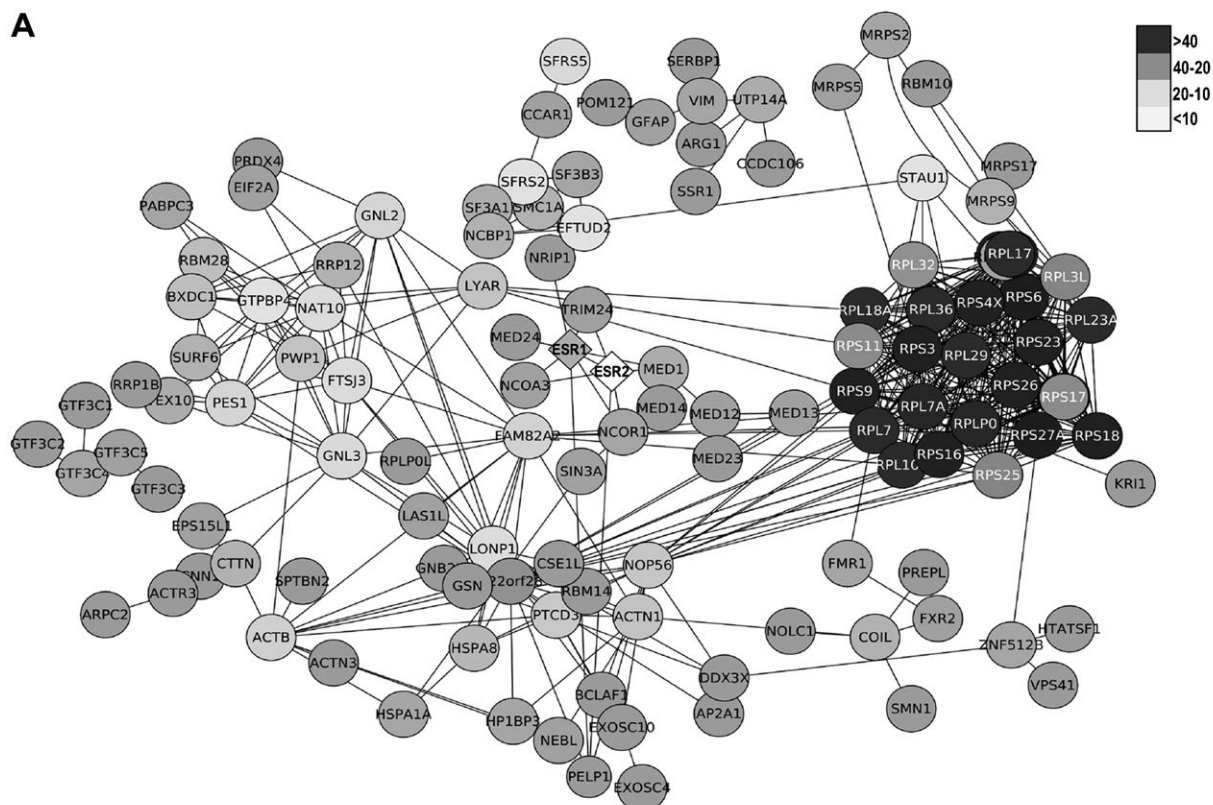 A
>40
40-20
20-10
<10
MRPS2
SFRS5
SERBP1
MRPS5
RBM10
POM121
VIM
UTP14A
CCAR1
GFAP
ARG1
PRDX4
CCDC106
MRPS17
EIF2A
SFRS2
SF3B3
STAU1
SSR1
PABPC3
SF3A1
SMC1A
MRPS9
GNL2
NCBP1
EFTUD2
RBM28
RRP12
NRIP1
RPL17
RPL32
RPL3L
LYAR
BXDC1
GTPBP4
NAT10
RPS6
RPS4X
RPL18A
RPL36
TRIM24
RPL23A
RPS23
MED24
ESR1
RPS11
RPS3
RPL29
SURF6
PWP1
ESR2
MED1
FTSJ3
RRP1B
TEX10
NCOA3
RPS9
RPS26
RPS17
PES1
GTF3C1
MED14
RPL7A
MED12
MED13
RPLP0
RPL7
GTF3C2
GTF3C5
FAM82A2
NCOR1
RPS27A
RPS18
GNL3
RPLP0L
MED23
RPS16
RPL10
GTF3C4
SIN3A
RPS25
KRI1
GTF3C3
LAS1L
EPS15L1
LONP1
CTTN
CSE1L
NOP56
FMR1
GNB2
PREPL
SPTBN2
GSN
RBM14
ACTR3
ARPC2
PTCD3
ACTN1
FXR2
NOLC1
COIL
HTATSF1
ACTB
HSPA8
ZNF512B
ACTN3
DDX3X
VPS41
BCLAF1
SMN1
HSPA1A
HP1BP3
AP2A1
EXOSC10
NEBL
PELP1
EXOSC4